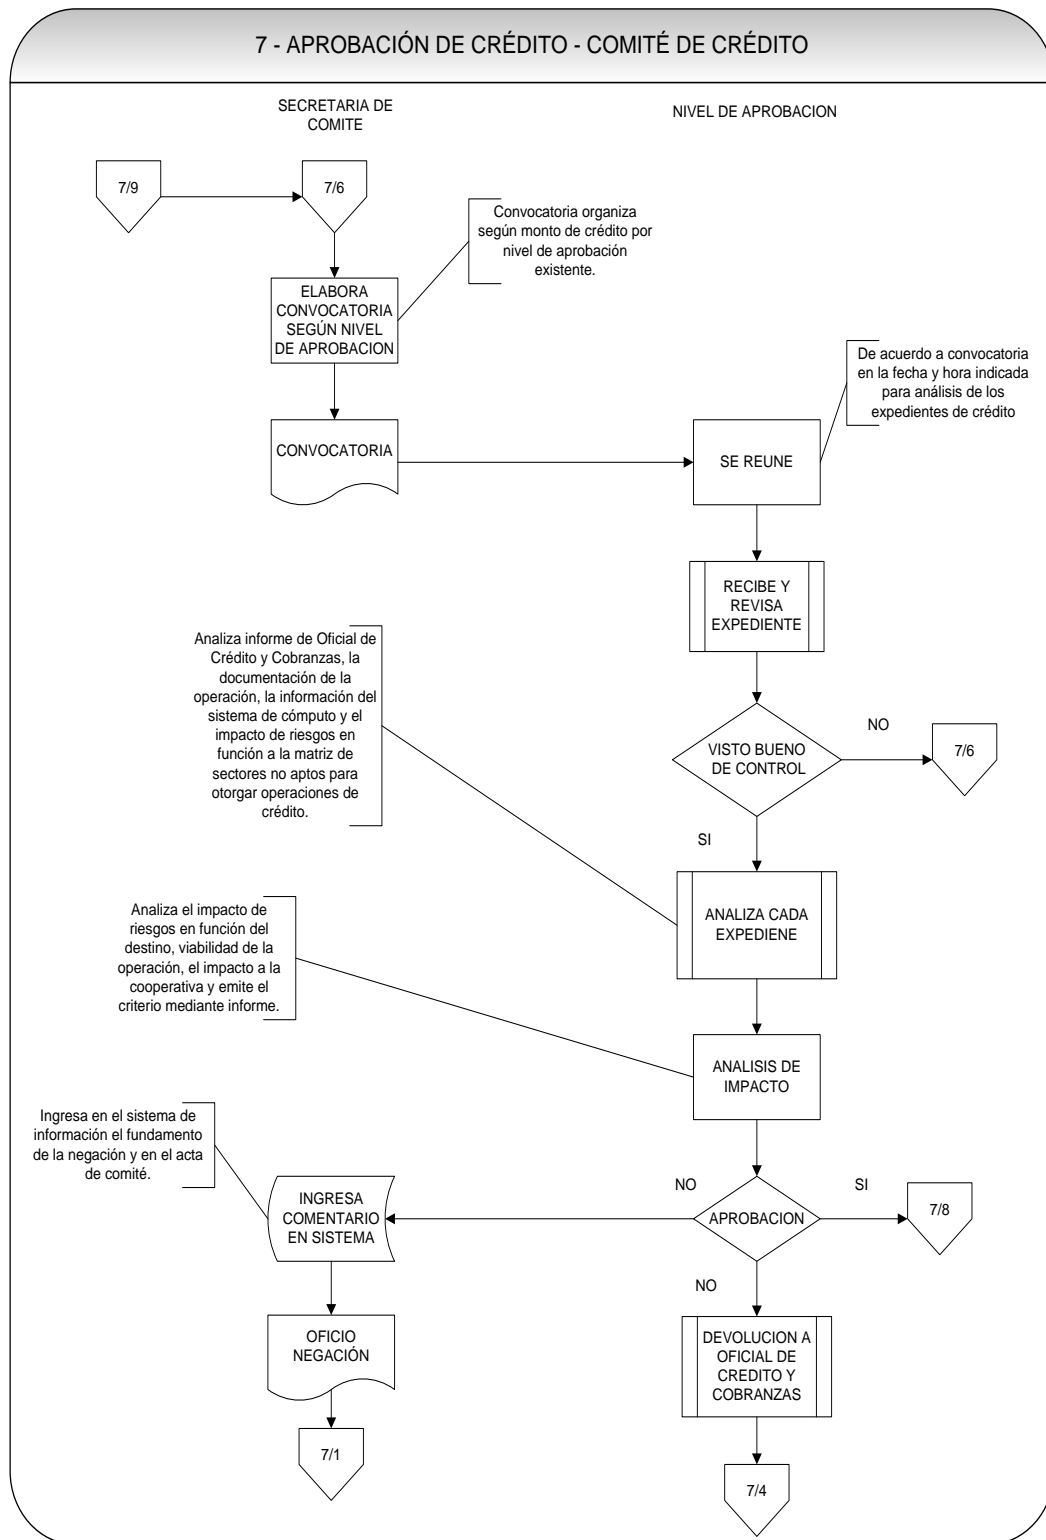 7 - APROBACIÓN DE CRÉDITO - COMITÉ DE CRÉDITO
SECRETARIA DE
COMITE
NIVEL DE APROBACION
7/9
7/6
Convocatoria organiza
según monto de crédito por
nivel de aprobación
existente.
ELABORA
CONVOCATORIA
SEGÚN NIVEL
DE APROBACION
De acuerdo a convocatoria
en la fecha y hora indicada
para análisis de los
expedientes de crédito
CONVOCATORIA
SE REUNE
RECIBE Y
REVISA
EXPEDIENTE
Analiza informe de Oficial de
Crédito y Cobranzas, la
documentación de la
operación, la información del
sistema de cómputo y el
impacto de riesgos en
función a la matriz de
sectores no aptos para
otorgar operaciones de
crédito.
VISTO BUENO
DE CONTROL
NO
7/6
SI
ANALIZA CADA
EXPEDIENE
Analiza el impacto de
riesgos en función del
destino, viabilidad de la
operación, el impacto a la
cooperativa y emite el
criterio mediante informe.
ANALISIS DE
IMPACTO
Ingresa en el sistema de
información el fundamento
de la negación y en el acta
de comité.
INGRESA
COMENTARIO
EN SISTEMA
NO
APROBACION
SI
7/8
NO
OFICIO
NEGACIÓN
DEVOLUCION A
OFICIAL DE
CREDITO Y
COBRANZAS
7/1
7/4